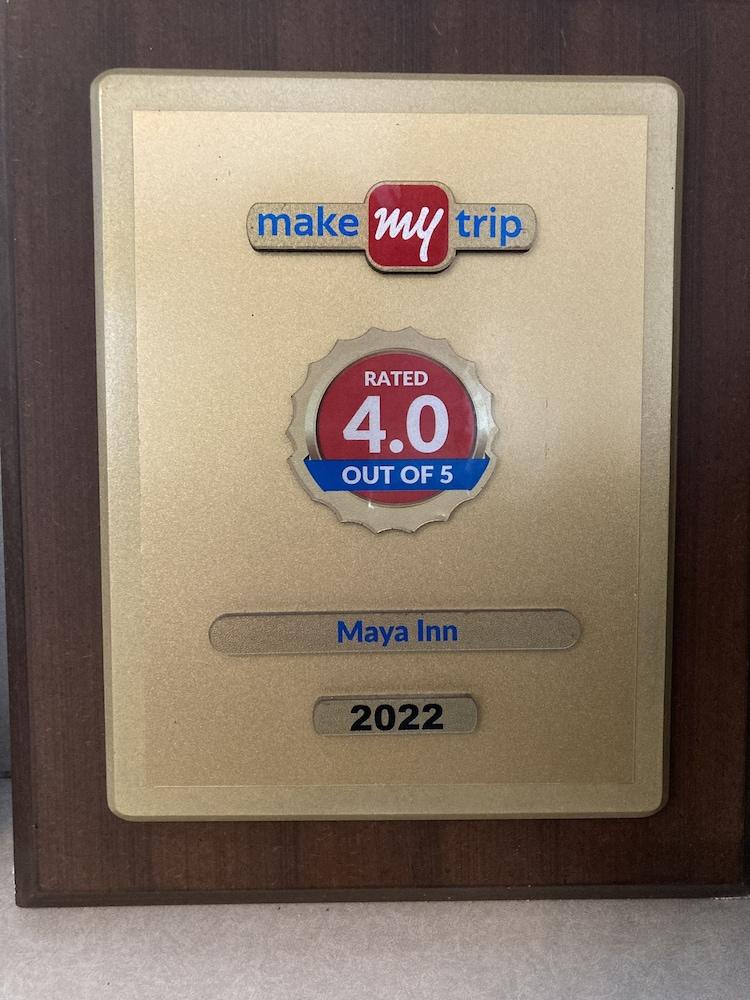 make my trip
RATED
4.0
OUT OF 5
Maya Inn
2022